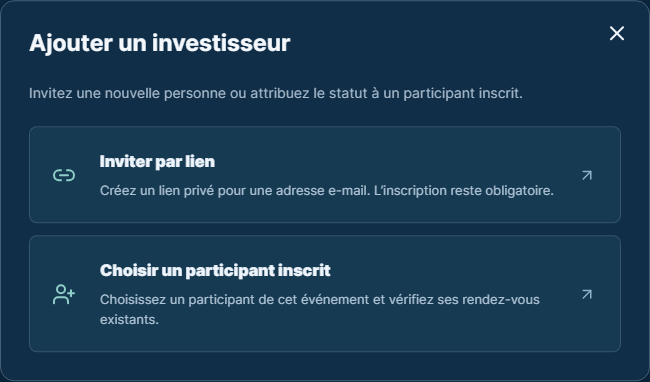 Ajouter un investisseur
Invitez une nouvelle personne ou attribuez le statut à un participant inscrit.
Inviter par lien
Créez un lien privé pour une adresse e-mail. L’inscription reste obligatoire.
Choisir un participant inscrit
Choisissez un participant de cet événement et vérifiez ses rendez-vous
existants.